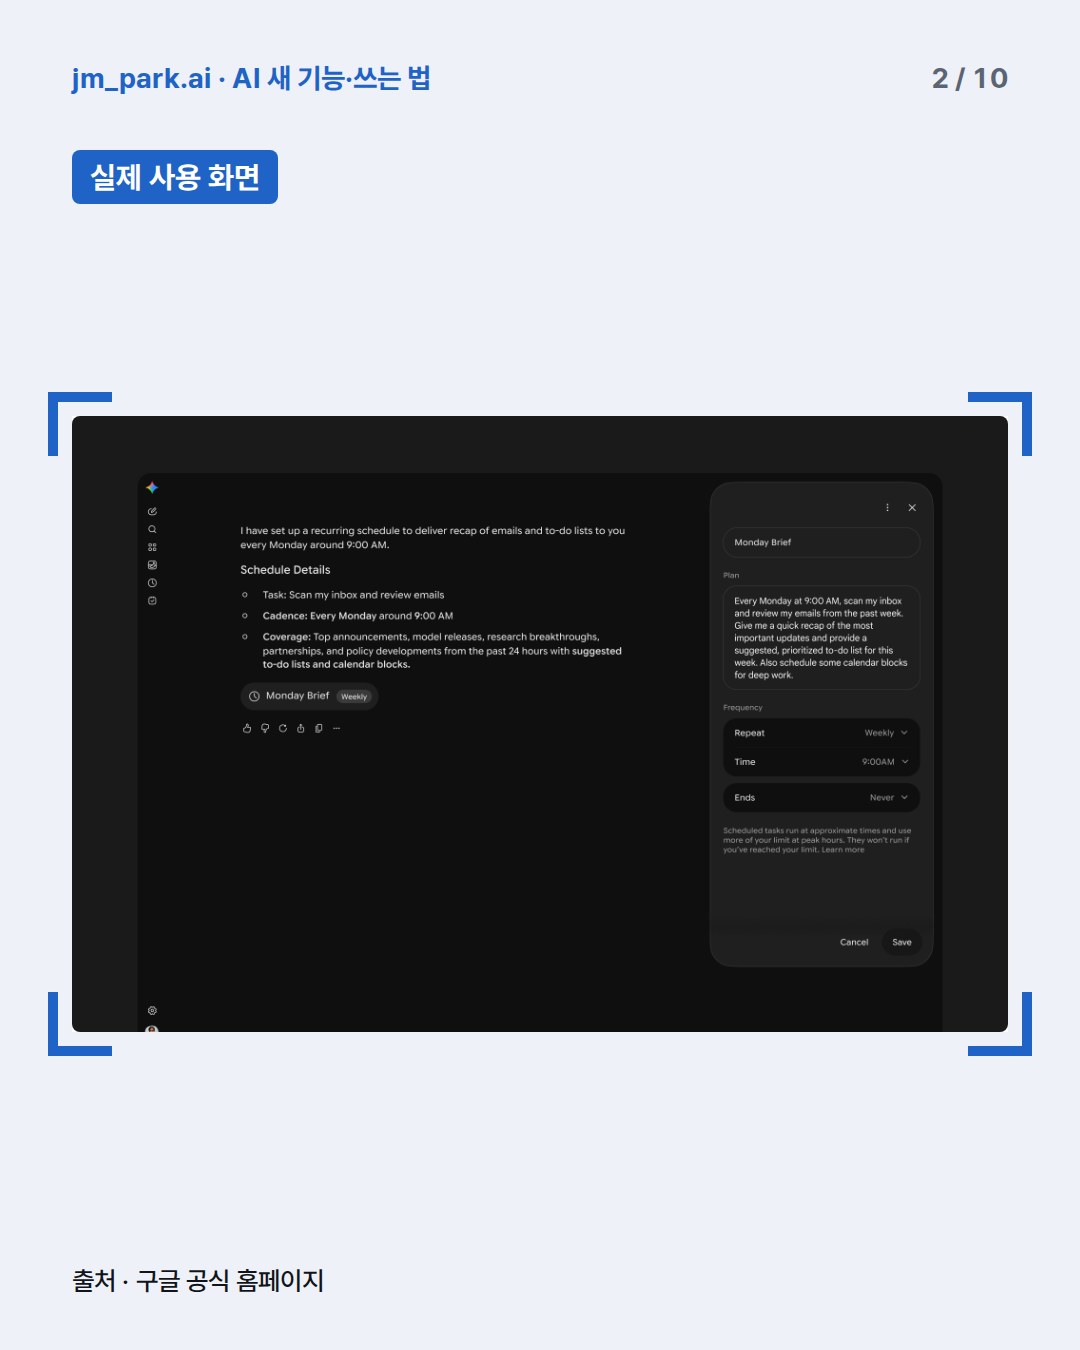 jm_park.ai · AI 새 기능·쓰는 법
2 / 10
실제 사용 화면
I have set up a recurring schedule to deliver recap of emails and to-do lists to you
every Monday around 9:00 AM.
Schedule Details
Task: Scan my inbox and review emails
Cadence: Every Monday around 9:00 AM
Coverage: Top announcements, model releases, research breakthroughs,
partnerships, and policy developments from the past 24 hours with suggested
to-do lists and calendar blocks.
Monday Brief Weekly
Monday Brief
Plan
Every Monday at 9:00 AM, scan my inbox
and review my emails from the past week.
Give me a quick recap of the most
important updates and provide a
suggested, prioritized to-do list for this
week. Also schedule some calendar blocks
for deep work.
Frequency
Repeat Weekly
Time 9:00AM
Ends Never
Scheduled tasks run at approximate times and use
more of your limit at peak hours. They won't run if
you've reached your limit. Learn more
Cancel Save
출처 · 구글 공식 홈페이지